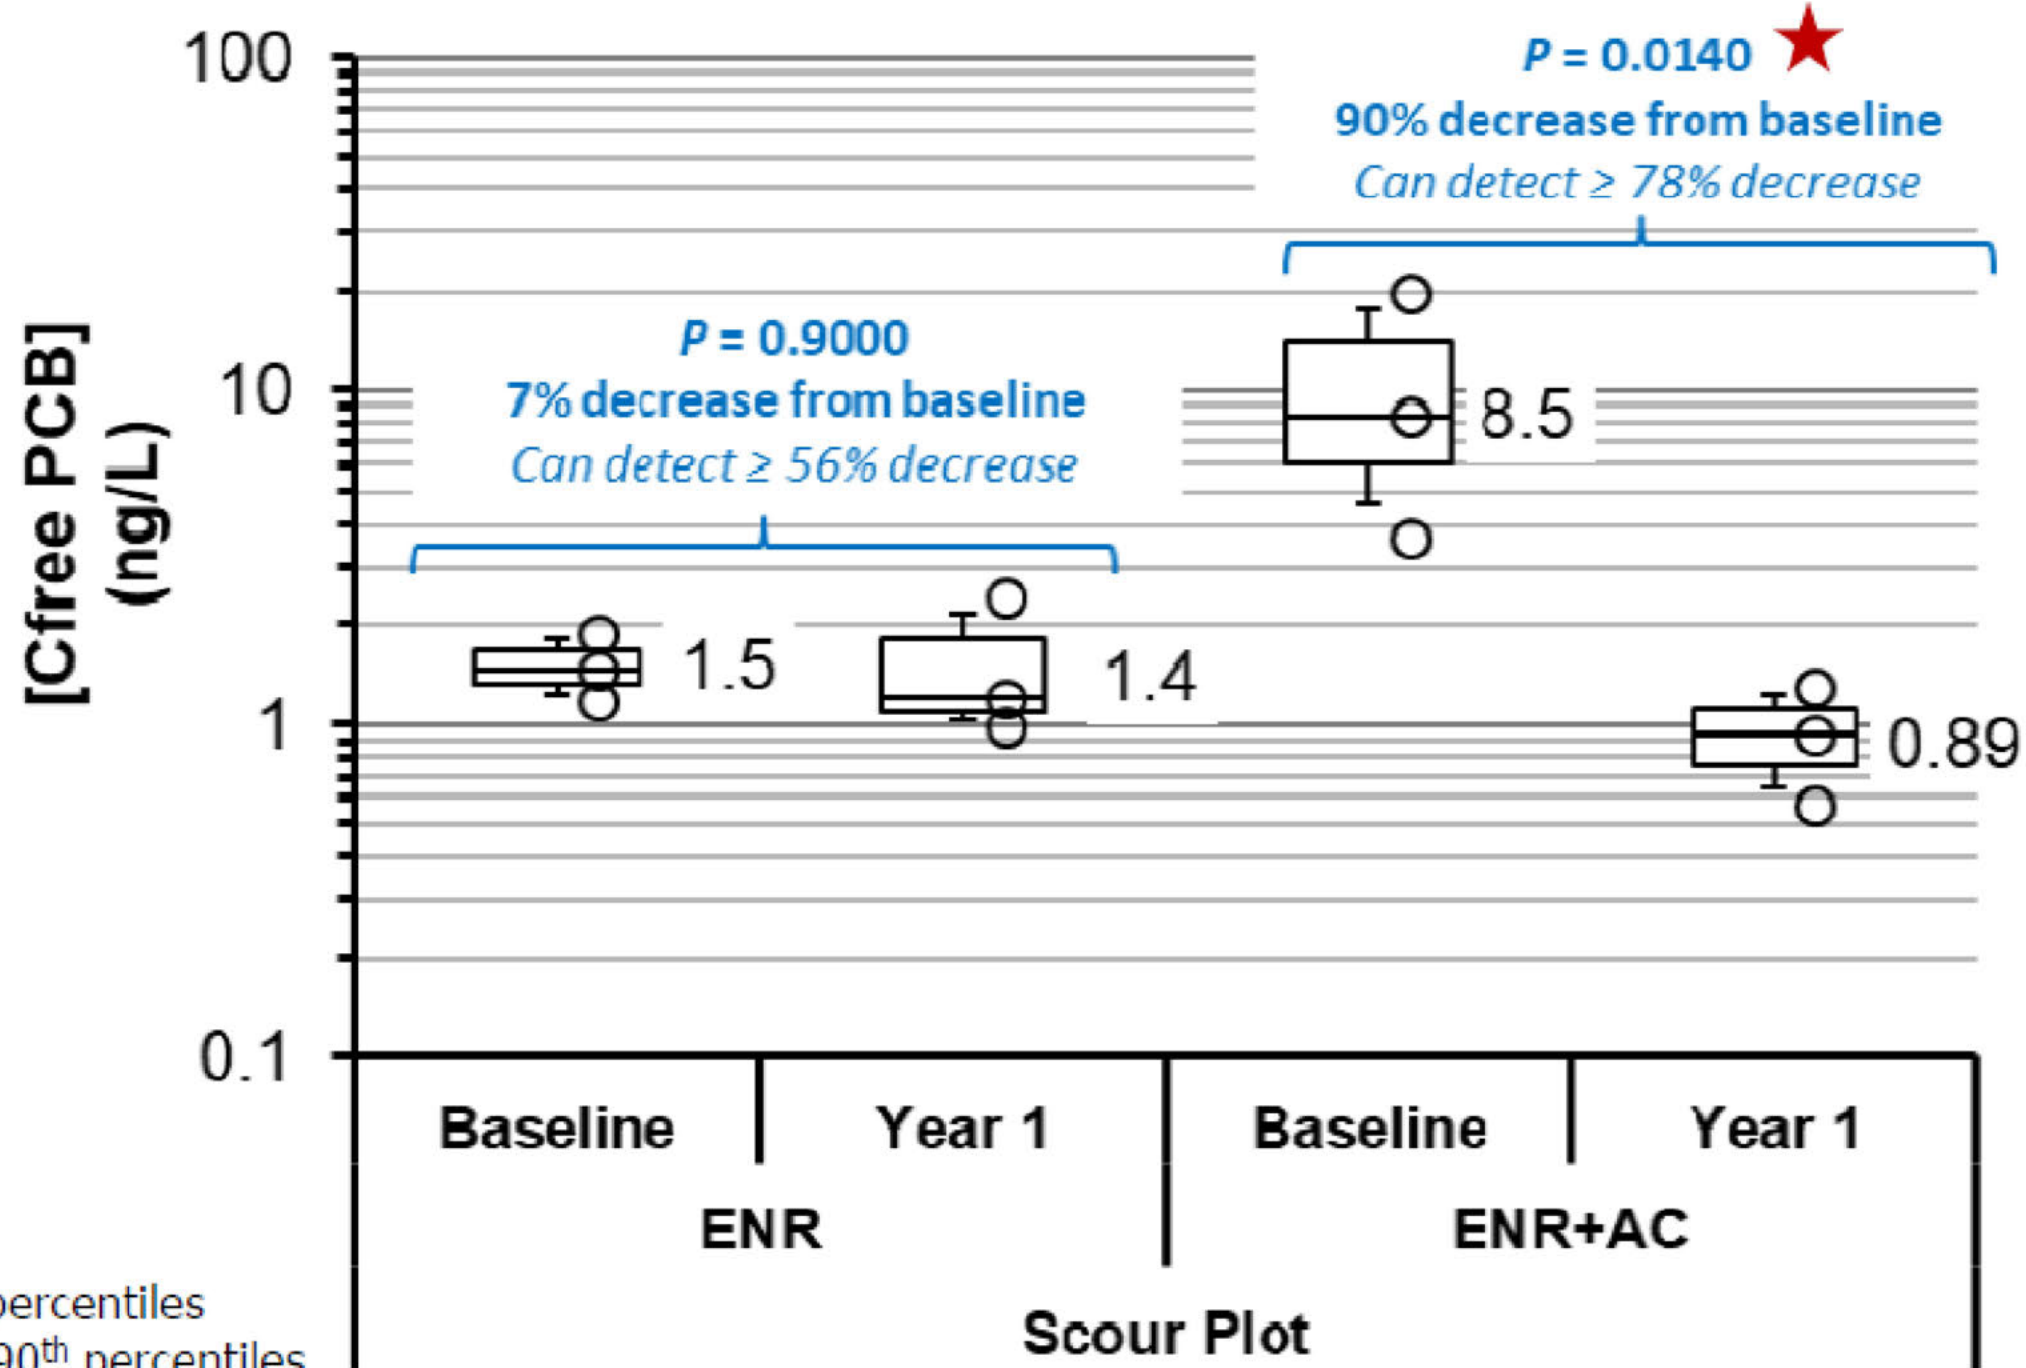 100
P = 0.0140
90% decrease from baseline
Can detect ≥ 78% decrease
P = 0.9000
7% decrease from baseline
Can detect ≥ 56% decrease
10
8.5
[Cfree PCB]
(ng/L)
1.5
1.4
1
0.89
0.1
Baseline Year 1 Baseline Year 1
ENR ENR+AC
percentiles
Scour Plot
90th percentiles